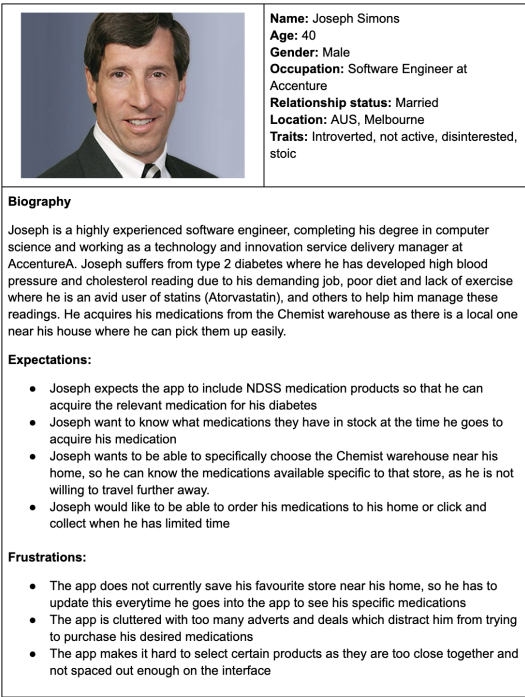 Name: Joseph Simons
Age: 40
Gender: Male
Occupation: Software Engineer at
Accenture
Relationship status: Married
Location: AUS, Melbourne
Traits: Introverted, not active, disinterested,
stoic
Biography
Joseph is a highly experienced software engineer, completing his degree in computer
science and working as a technology and innovation service delivery manager at
AccentureA. Joseph suffers from type 2 diabetes where he has developed high blood
pressure and cholesterol reading due to his demanding job, poor diet and lack of exercise
where he is an avid user of statins (Atorvastatin), and others to help him manage these
readings. He acquires his medications from the Chemist warehouse as there is a local one
near his house where he can pick them up easily.
Expectations:
● Joseph expects the app to include NDSS medication products so that he can
acquire the relevant medication for his diabetes
● Joseph want to know what medications they have in stock at the time he goes to
acquire his medication
● Joseph wants to be able to specifically choose the Chemist warehouse near his
home, so he can know the medications available specific to that store, as he is not
willing to travel further away.
● Joseph would like to be able to order his medications to his home or click and
collect when he has limited time
Frustrations:
● The app does not currently save his favourite store near his home, so he has to
update this everytime he goes into the app to see his specific medications
● The app is cluttered with too many adverts and deals which distract him from trying
to purchase his desired medications
● The app makes it hard to select certain products as they are too close together and
not spaced out enough on the interface